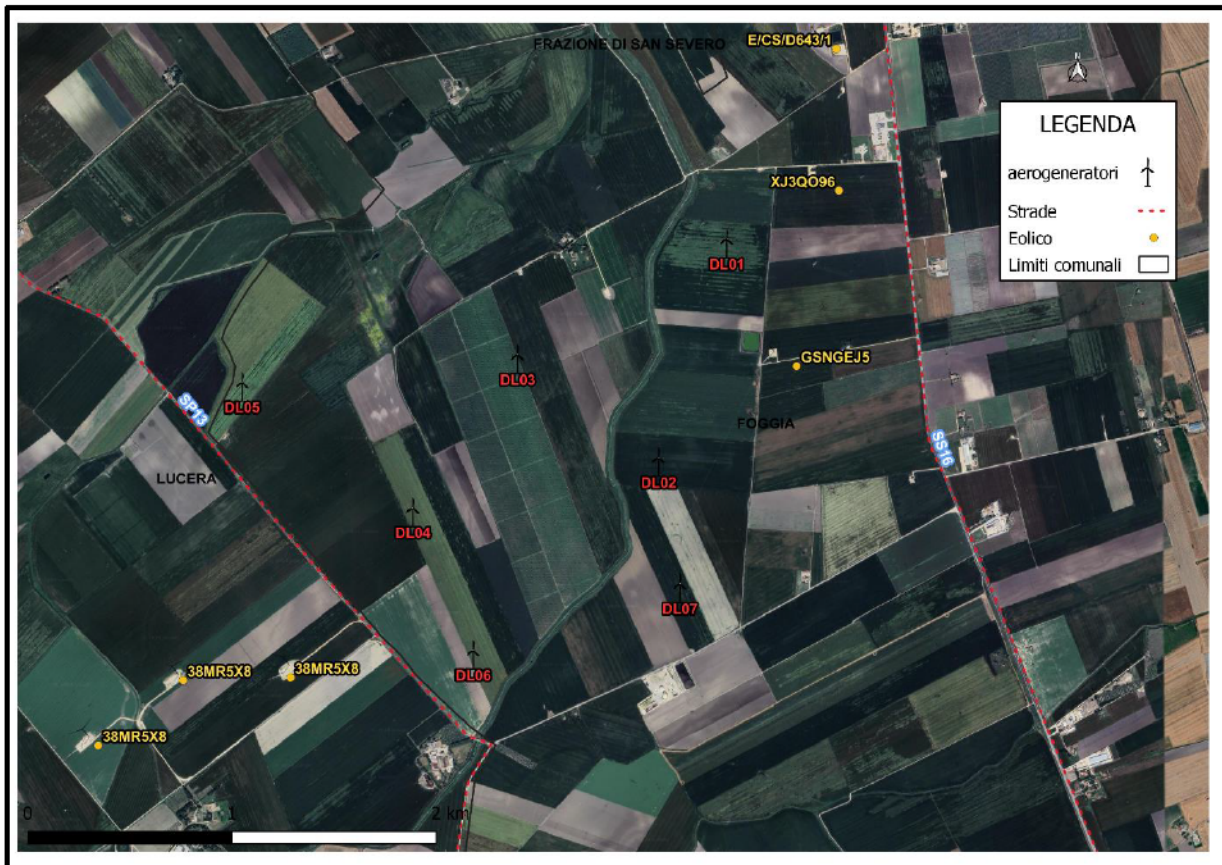 E/CS/D643/1
FRAZIONE DI SAN SEVERO
N
LEGENDA
aerogeneratori
Strade
Eolico
Limiti comunali
XJ3QO96
DL01
GSNGEJ5
DL03
DL05
SP13
FOGGIA
SS16
LUCERA
DL02
DL04
DL07
DL06
38MR5X8
38MR5X8
38MR5X8
0 1 2 km